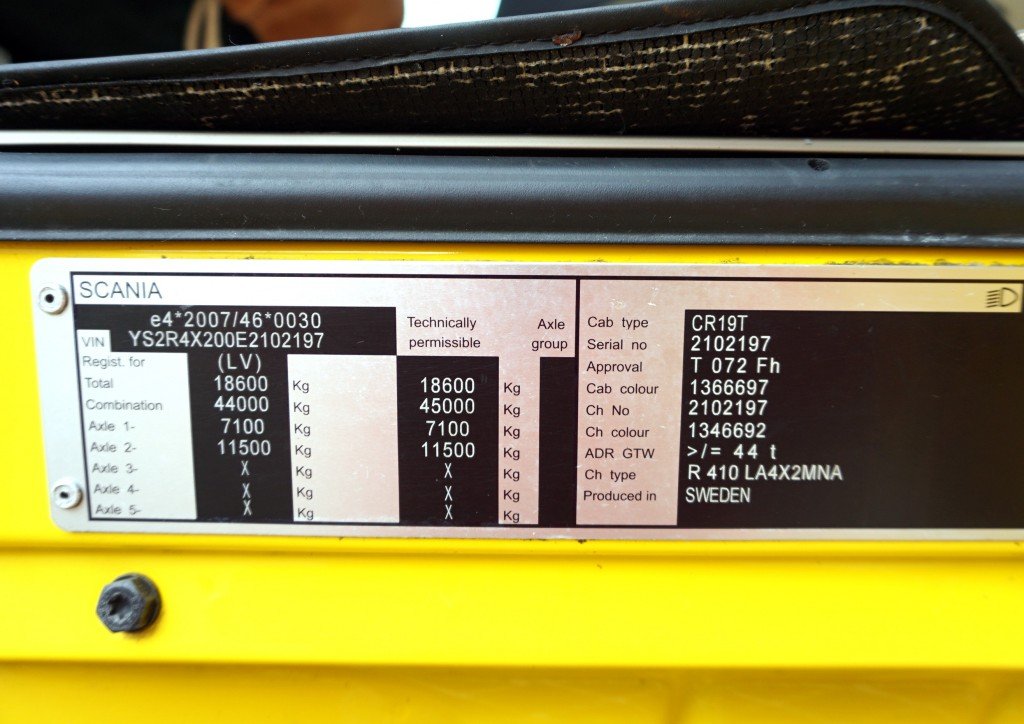 SCANIA
e4*2007/46*0030
VIN YS2R4X200E2102197
Technically permissible
Axle group
Regist. for (LV)
Total 18600 Kg 18600 Kg
Combination 44000 Kg 45000 Kg
Axle 1- 7100 Kg 7100 Kg
Axle 2- 11500 Kg 11500 Kg
Axle 3- X Kg X Kg
Axle 4- X Kg X Kg
Axle 5- X Kg X Kg
Cab type CR19T
Serial no 2102197
Approval T 072 Fh
Cab colour 1366697
Ch No 2102197
Ch colour 1346692
ADR GTW >/= 44 t
Ch type R 410 LA4X2MNA
Produced in SWEDEN